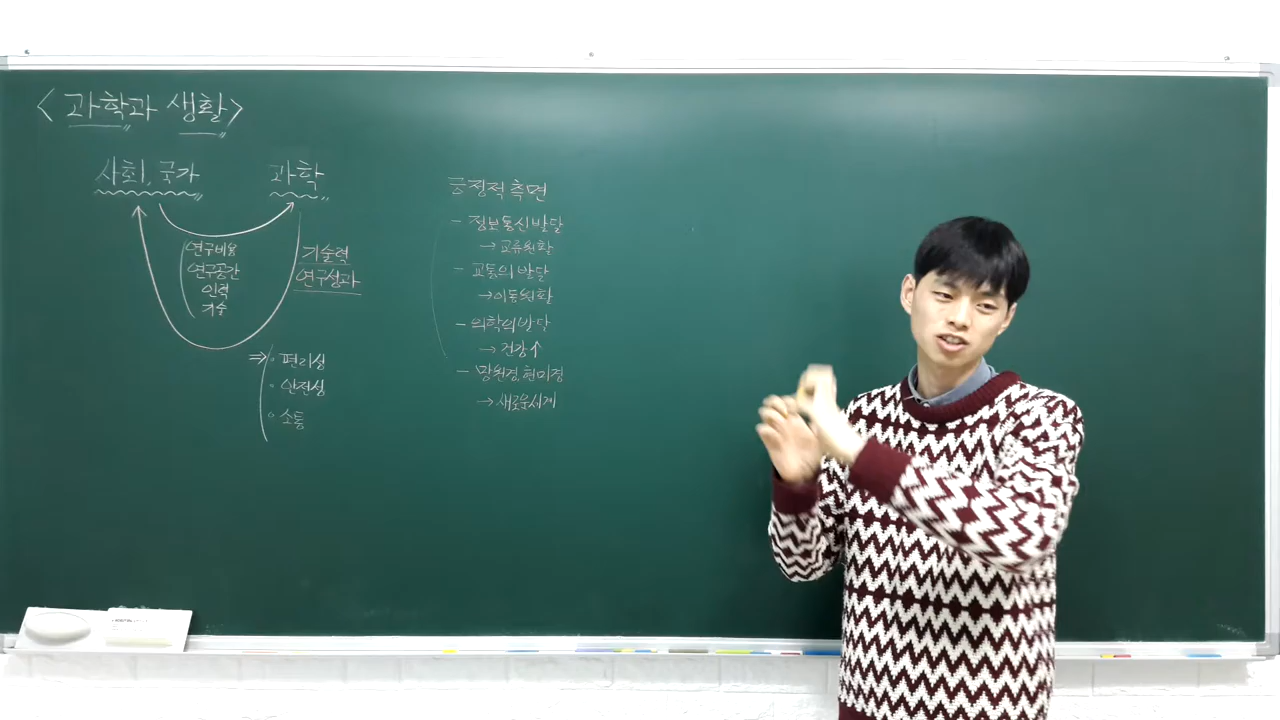 <과학과 생활>
사회, 국가
과학
연구비용
연구공간
인력
기술
기술력
연구성과
⇒ ∘ 편리성
∘ 안전성
∘ 소통
긍정적 측면
- 정보통신발달
→ 교류원활
- 교통의 발달
→ 이동원활
- 의학의 발달
→ 건강↑
- 망원경, 현미경
→ 새로운세계